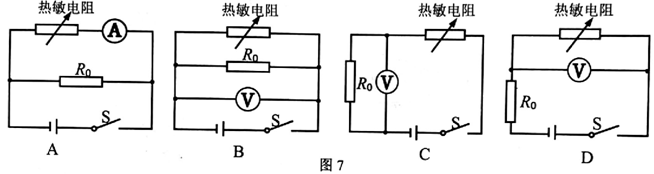 热敏电阻 热敏电阻 热敏电阻 热敏电阻
A
R₀ R₀ R₀ V R₀ V
V
S S S S
A B C D
图7